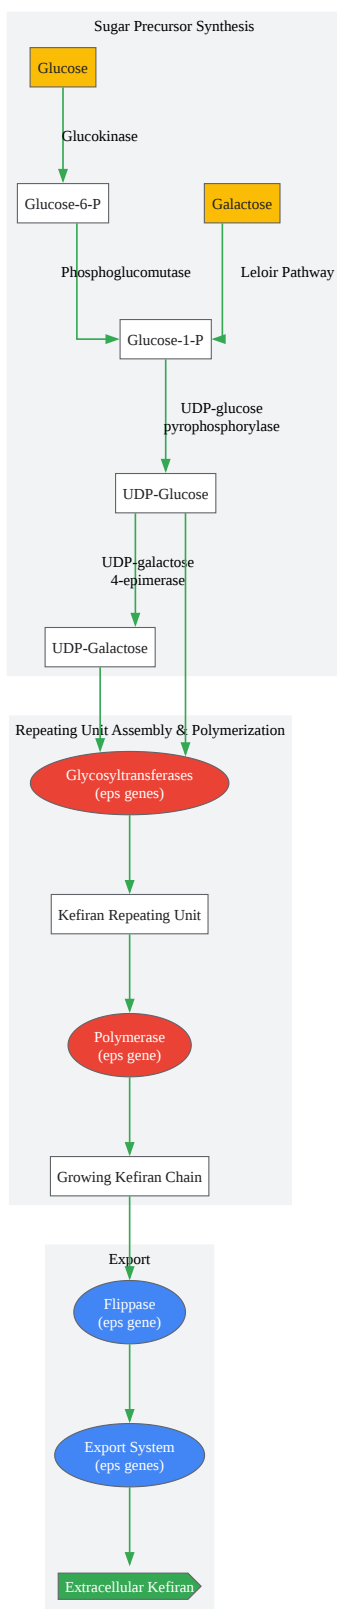 Sugar Precursor Synthesis
Glucose
Glucokinase
Glucose-6-P
Galactose
Phosphoglucomutase
Leloir Pathway
Glucose-1-P
UDP-glucose
pyrophosphorylase
UDP-Glucose
UDP-galactose
4-epimerase
UDP-Galactose
Repeating Unit Assembly & Polymerization
Glycosyltransferases
(eps genes)
Kefiran Repeating Unit
Polymerase
(eps gene)
Growing Kefiran Chain
Export
Flippase
(eps gene)
Export System
(eps genes)
Extracellular Kefiran